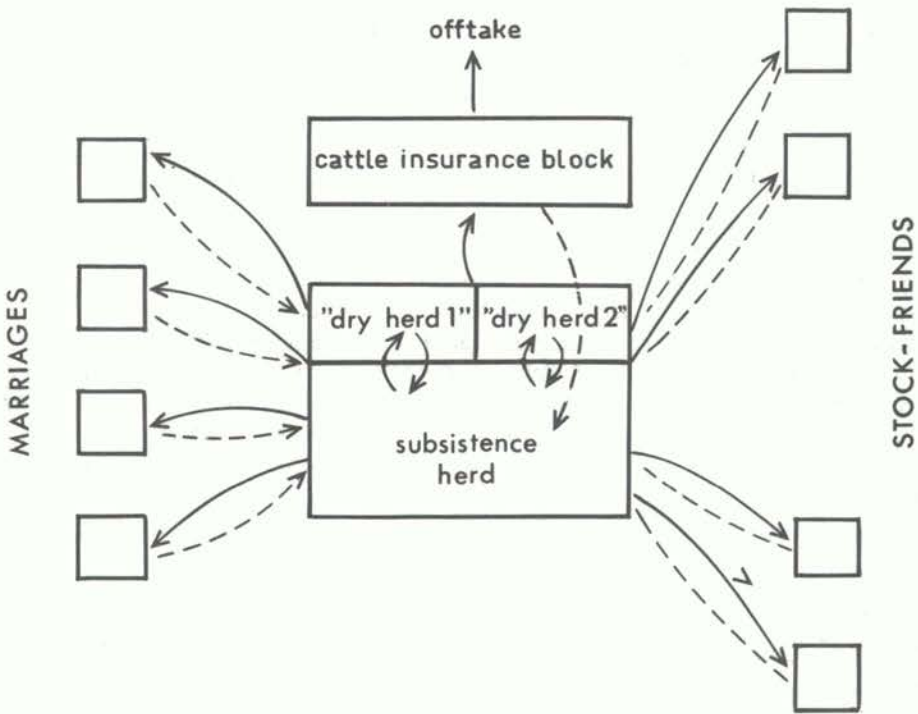 offtake
cattle insurance block
MARRIAGES
"dry herd 1" "dry herd 2"
STOCK-FRIENDS
subsistence
herd